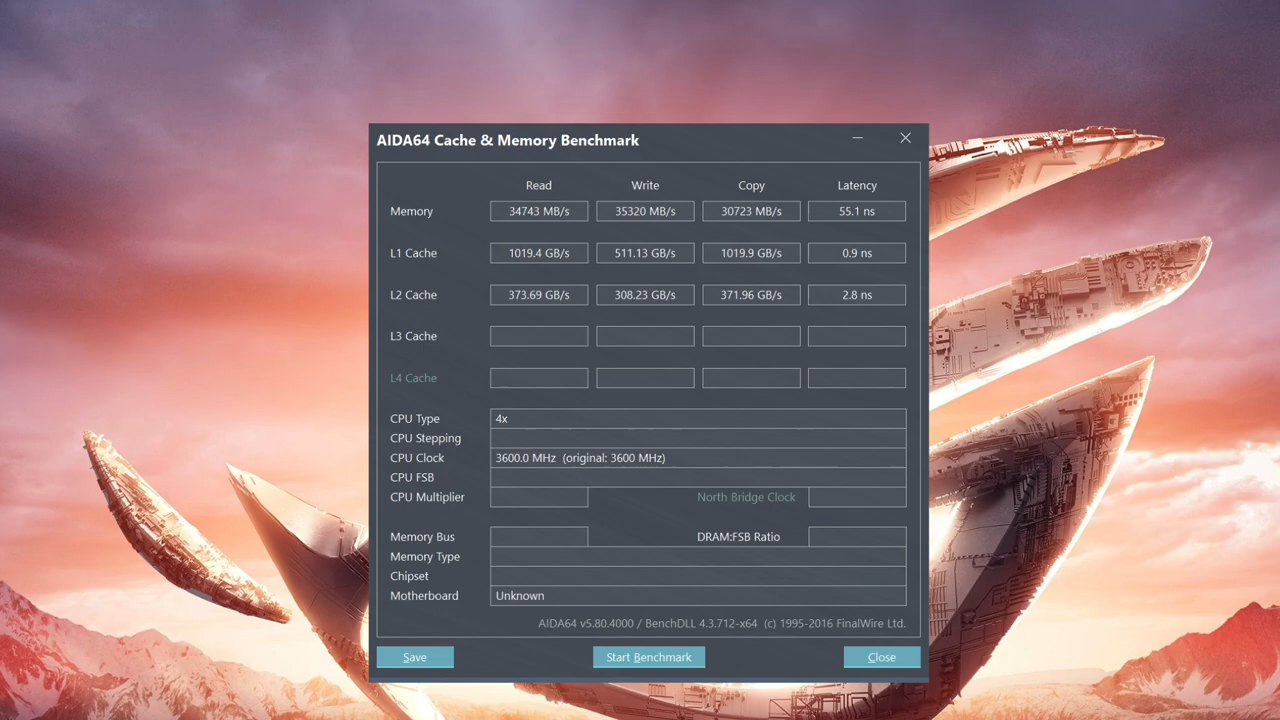 AIDA64 Cache & Memory Benchmark
Read Write Copy Latency
Memory 34743 MB/s 35320 MB/s 30723 MB/s 55.1 ns
L1 Cache 1019.4 GB/s 511.13 GB/s 1019.9 GB/s 0.9 ns
L2 Cache 373.69 GB/s 308.23 GB/s 371.96 GB/s 2.8 ns
L3 Cache
L4 Cache
CPU Type 4x
CPU Stepping
CPU Clock 3600.0 MHz (original: 3600 MHz)
CPU FSB
CPU Multiplier North Bridge Clock
Memory Bus DRAM:FSB Ratio
Memory Type
Chipset
Motherboard Unknown
AIDA64 v5.80.4000 / BenchDLL 4.3.712-x64 (c) 1995-2016 FinalWire Ltd.
Save Start Benchmark Close